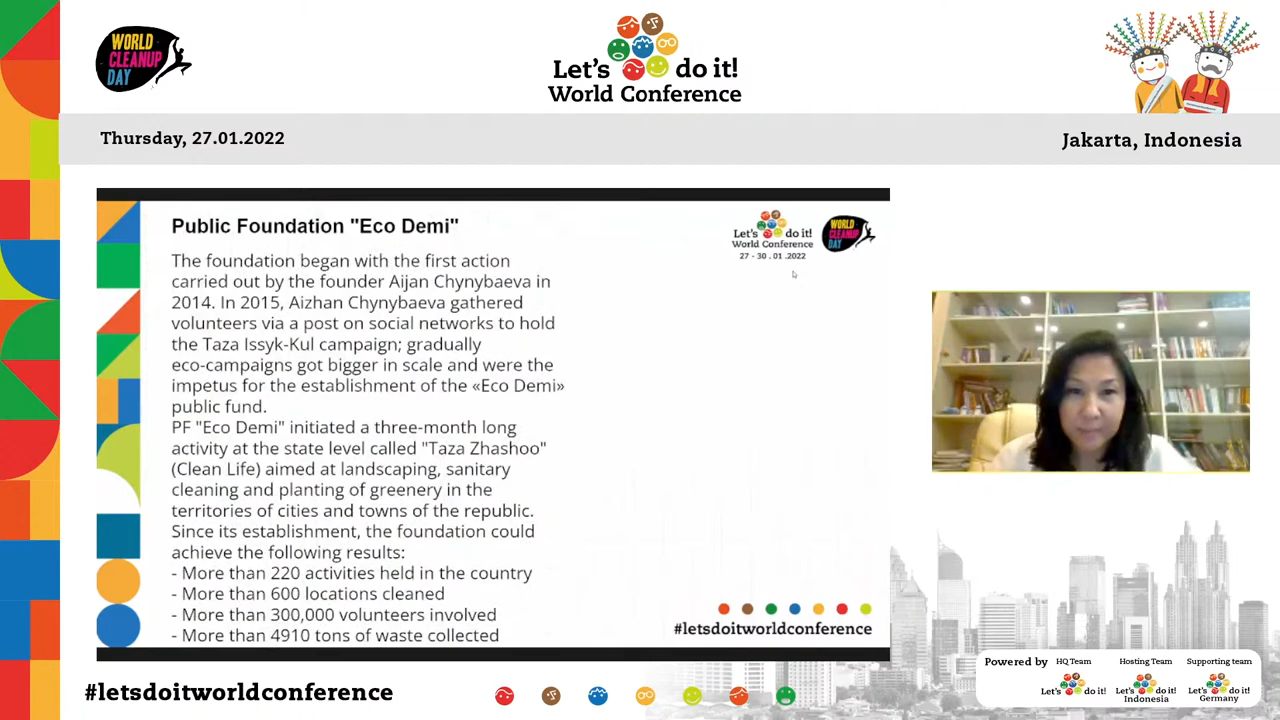 WORLD
CLEANUP
DAY
Let's do it!
World Conference
Thursday, 27.01.2022
Jakarta, Indonesia
Public Foundation "Eco Demi"
The foundation began with the first action
carried out by the founder Aijan Chynybaeva in
2014. In 2015, Aizhan Chynybaeva gathered
volunteers via a post on social networks to hold
the Taza Issyk-Kul campaign; gradually
eco-campaigns got bigger in scale and were the
impetus for the establishment of the «Eco Demi»
public fund.
PF "Eco Demi" initiated a three-month long
activity at the state level called "Taza Zhashoo"
(Clean Life) aimed at landscaping, sanitary
cleaning and planting of greenery in the
territories of cities and towns of the republic.
Since its establishment, the foundation could
achieve the following results:
- More than 220 activities held in the country
- More than 600 locations cleaned
- More than 300,000 volunteers involved
- More than 4910 tons of waste collected
Let's do it!
World Conference
27 - 30 . 01 .2022
WORLD
CLEANUP
DAY
#letsdoitworldconference
#letsdoitworldconference
Powered by
HQ Team
Let's do it!
Hosting Team
Let's do it!
Indonesia
Supporting team
Let's do it!
Germany